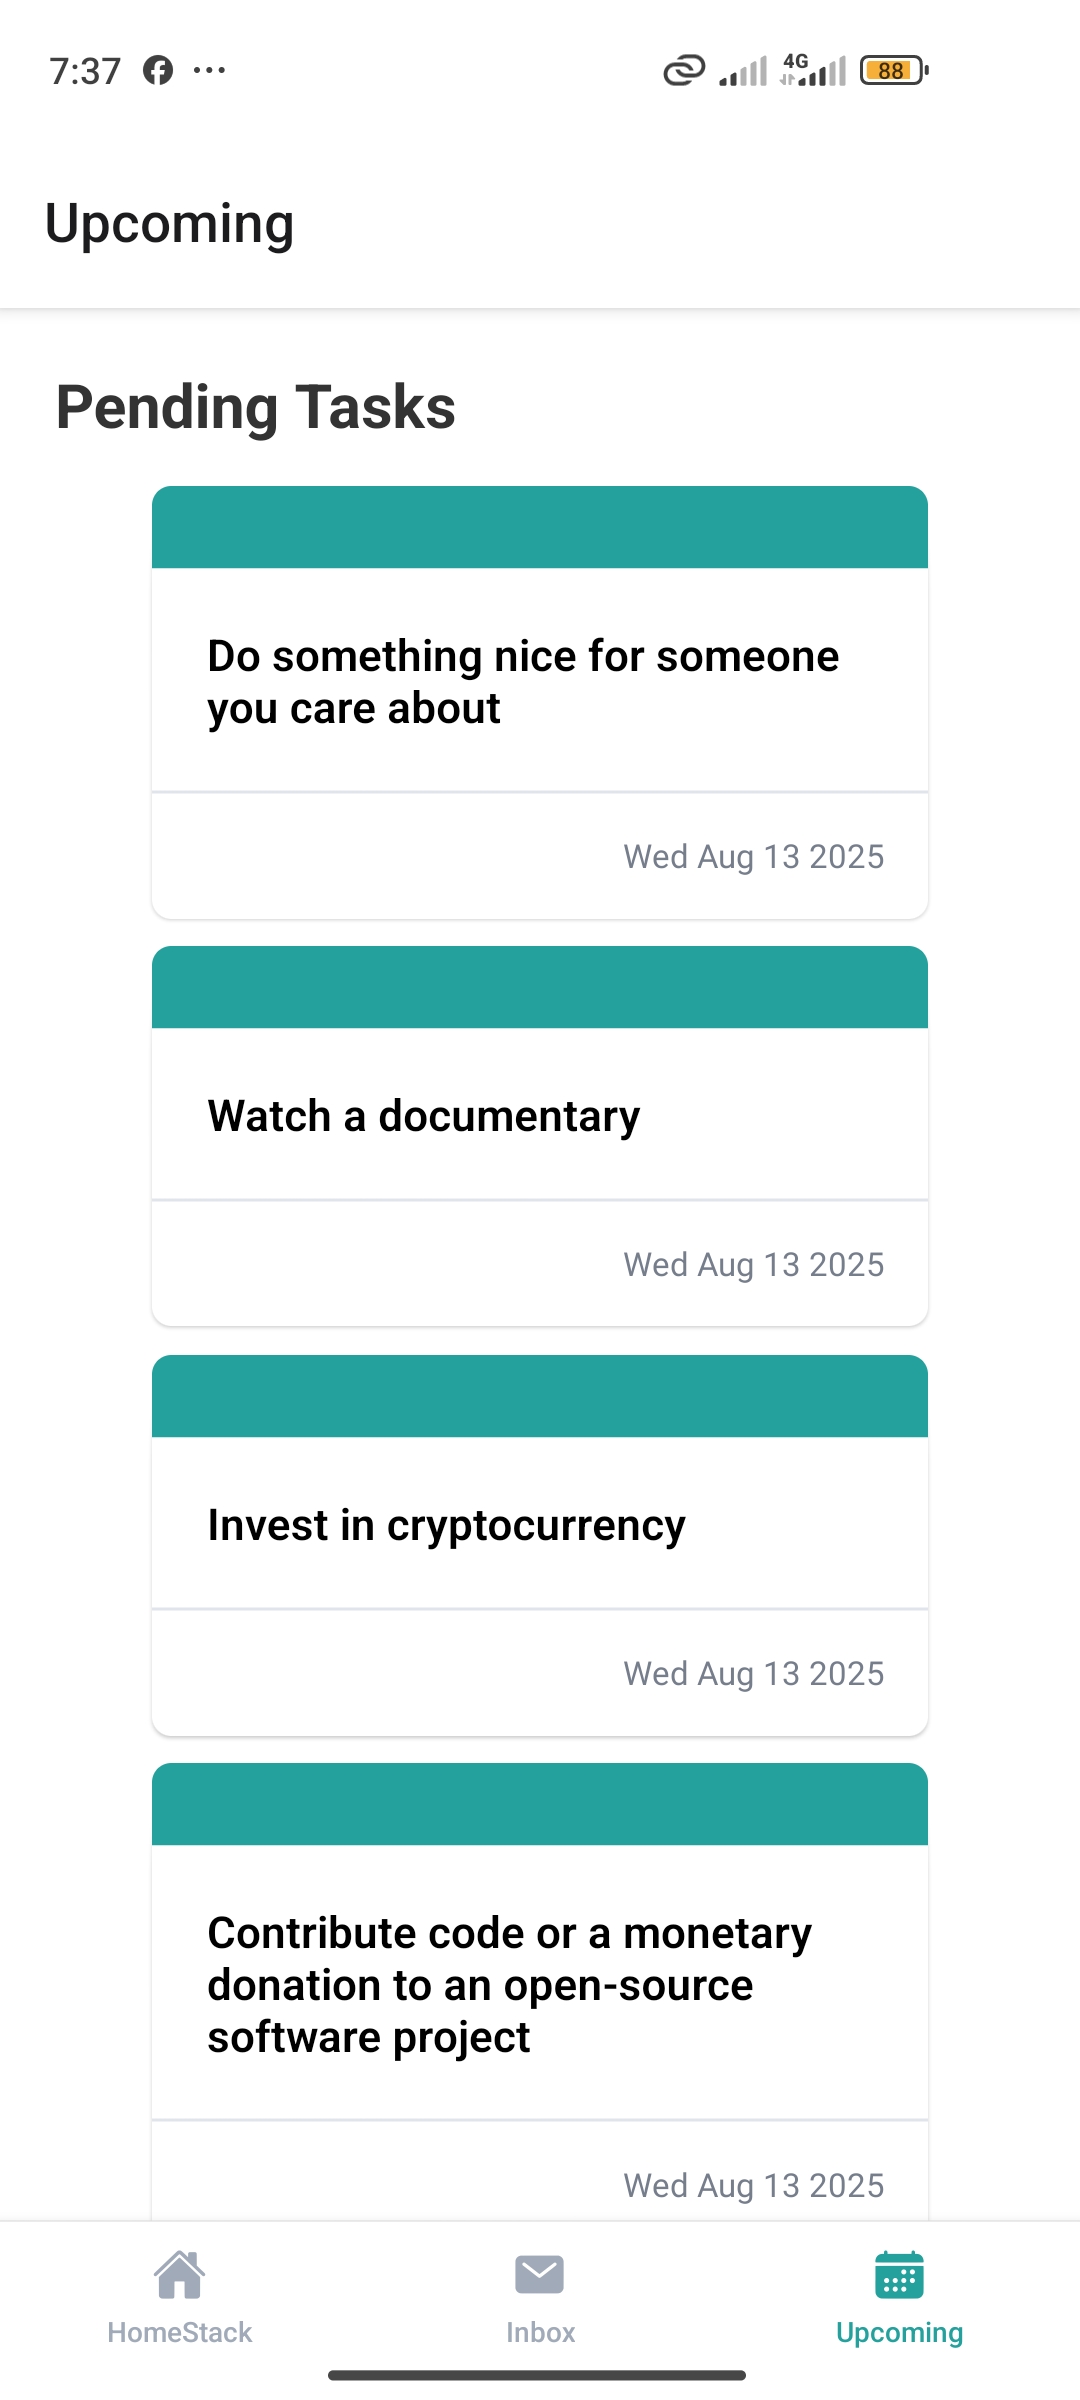 7:37
4G
88
Upcoming
Pending Tasks
Do something nice for someone
you care about
Wed Aug 13 2025
Watch a documentary
Wed Aug 13 2025
Invest in cryptocurrency
Wed Aug 13 2025
Contribute code or a monetary
donation to an open-source
software project
Wed Aug 13 2025
HomeStack
Inbox
Upcoming